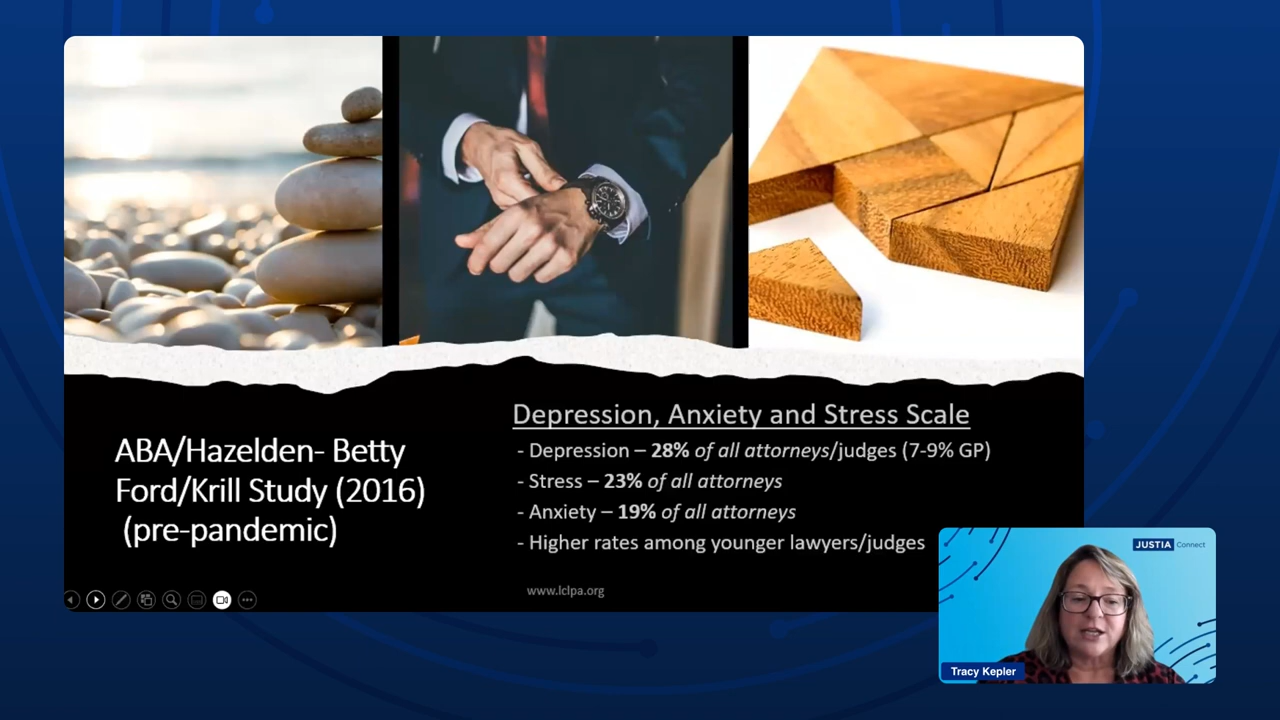 ABA/Hazelden- Betty
Ford/Krill Study (2016)
(pre-pandemic)
Depression, Anxiety and Stress Scale
- Depression – 28% of all attorneys/judges (7-9% GP)
- Stress – 23% of all attorneys
- Anxiety – 19% of all attorneys
- Higher rates among younger lawyers/judges
www.lclpa.org
JUSTIA Connect
Tracy Kepler